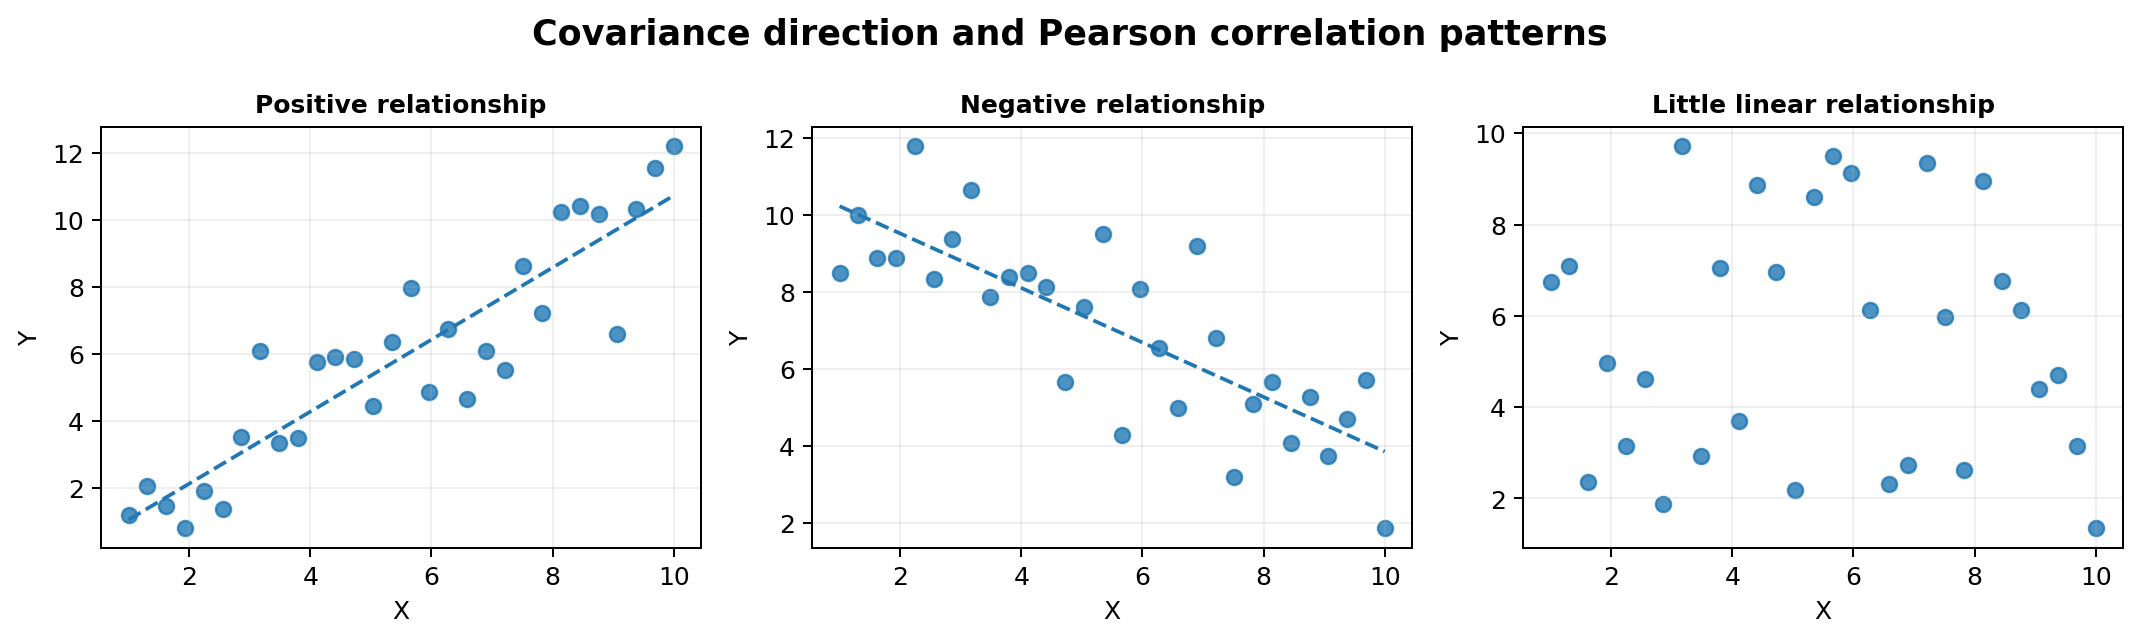 Covariance direction and Pearson correlation patterns
Positive relationship
12
10
8
6
4
2
Y
2 4 6 8 10
X
Negative relationship
12
10
8
6
4
2
Y
2 4 6 8 10
X
Little linear relationship
10
8
6
4
2
Y
2 4 6 8 10
X